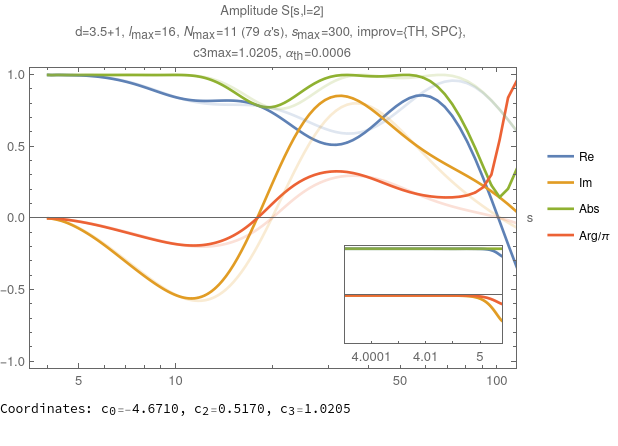 Amplitude S[s,l=2]
d=3.5+1, lmax=16, Nmax=11 (79 α's), smax=300, improv={TH, SPC},
c3max=1.0205, αth=0.0006
1.0
0.5
0.0
−0.5
−1.0
s
Re
Im
Abs
Arg/π
4.0001 4.01 5
5 10 50 100
Coordinates: c0=-4.6710, c2=0.5170, c3=1.0205